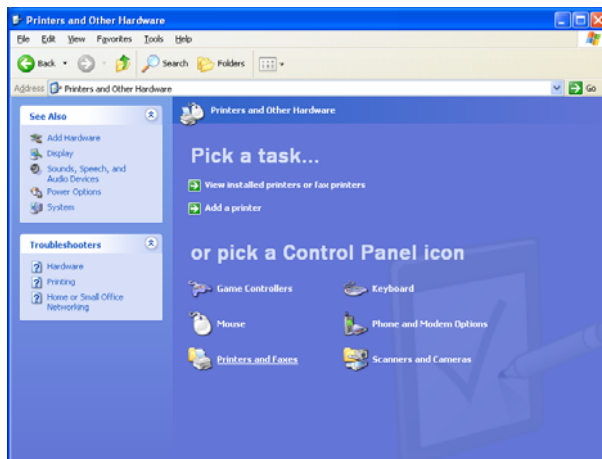 Printers and Other Hardware
File Edit View Favorites Tools Help
Back Search Folders
Address Printers and Other Hardware Go
See Also
Add Hardware
Display
Sounds, Speech, and
Audio Devices
Power Options
System
Troubleshooters
Hardware
Printing
Home or Small Office
Networking
Printers and Other Hardware
Pick a task...
View installed printers or fax printers
Add a printer
or pick a Control Panel icon
Game Controllers Keyboard
Mouse Phone and Modem Options
Printers and Faxes Scanners and Cameras